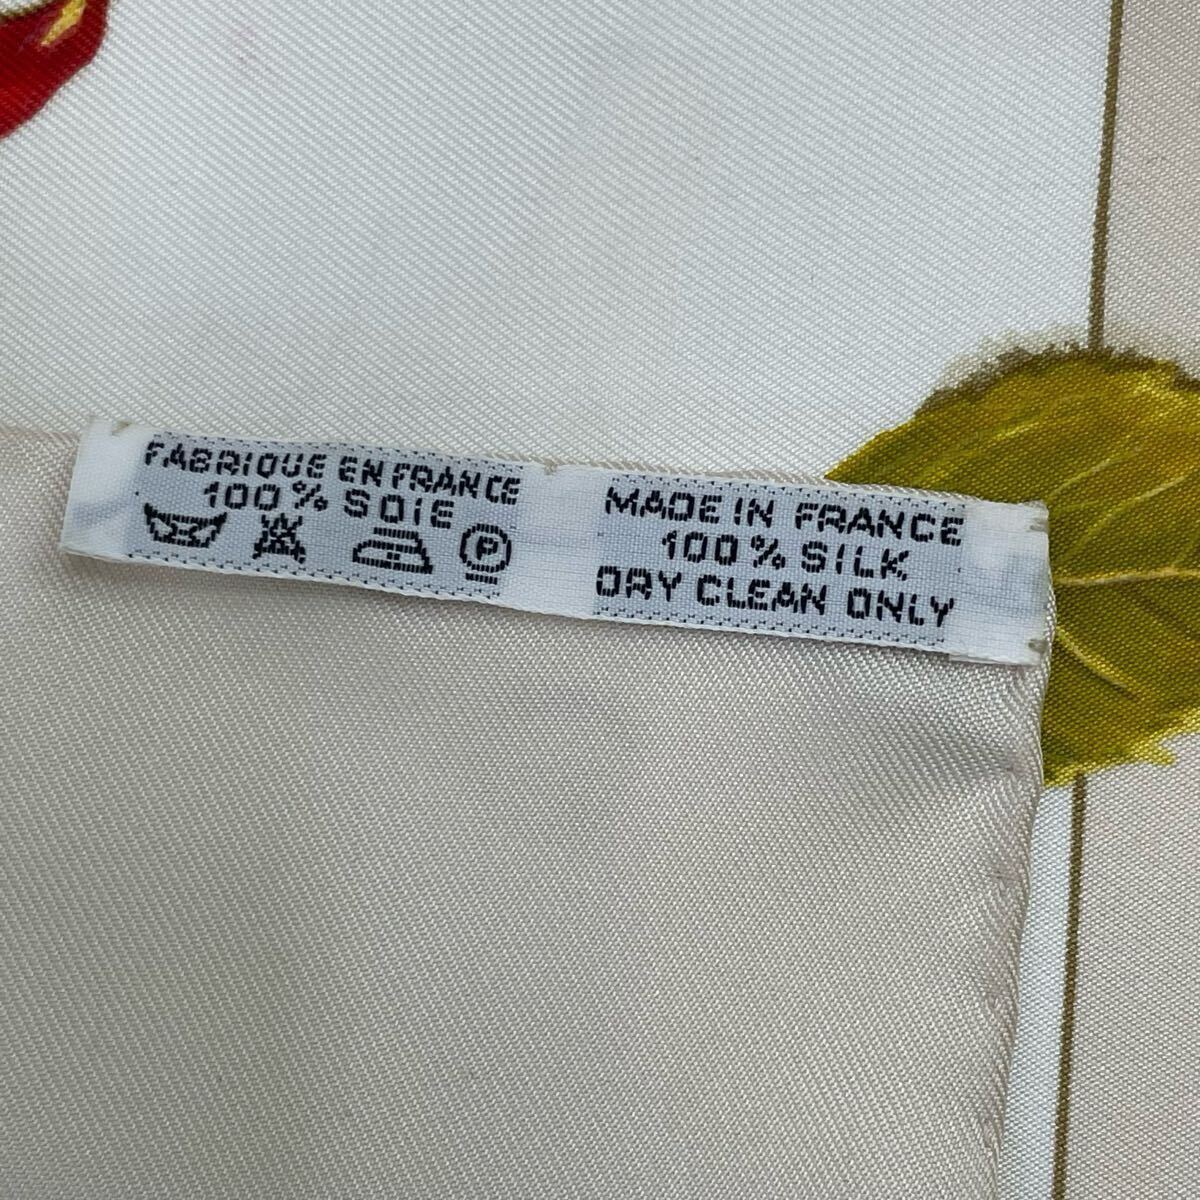 FABRIQUE EN FRANCE
100% SOIE
P
MADE IN FRANCE
100% SILK
DRY CLEAN ONLY